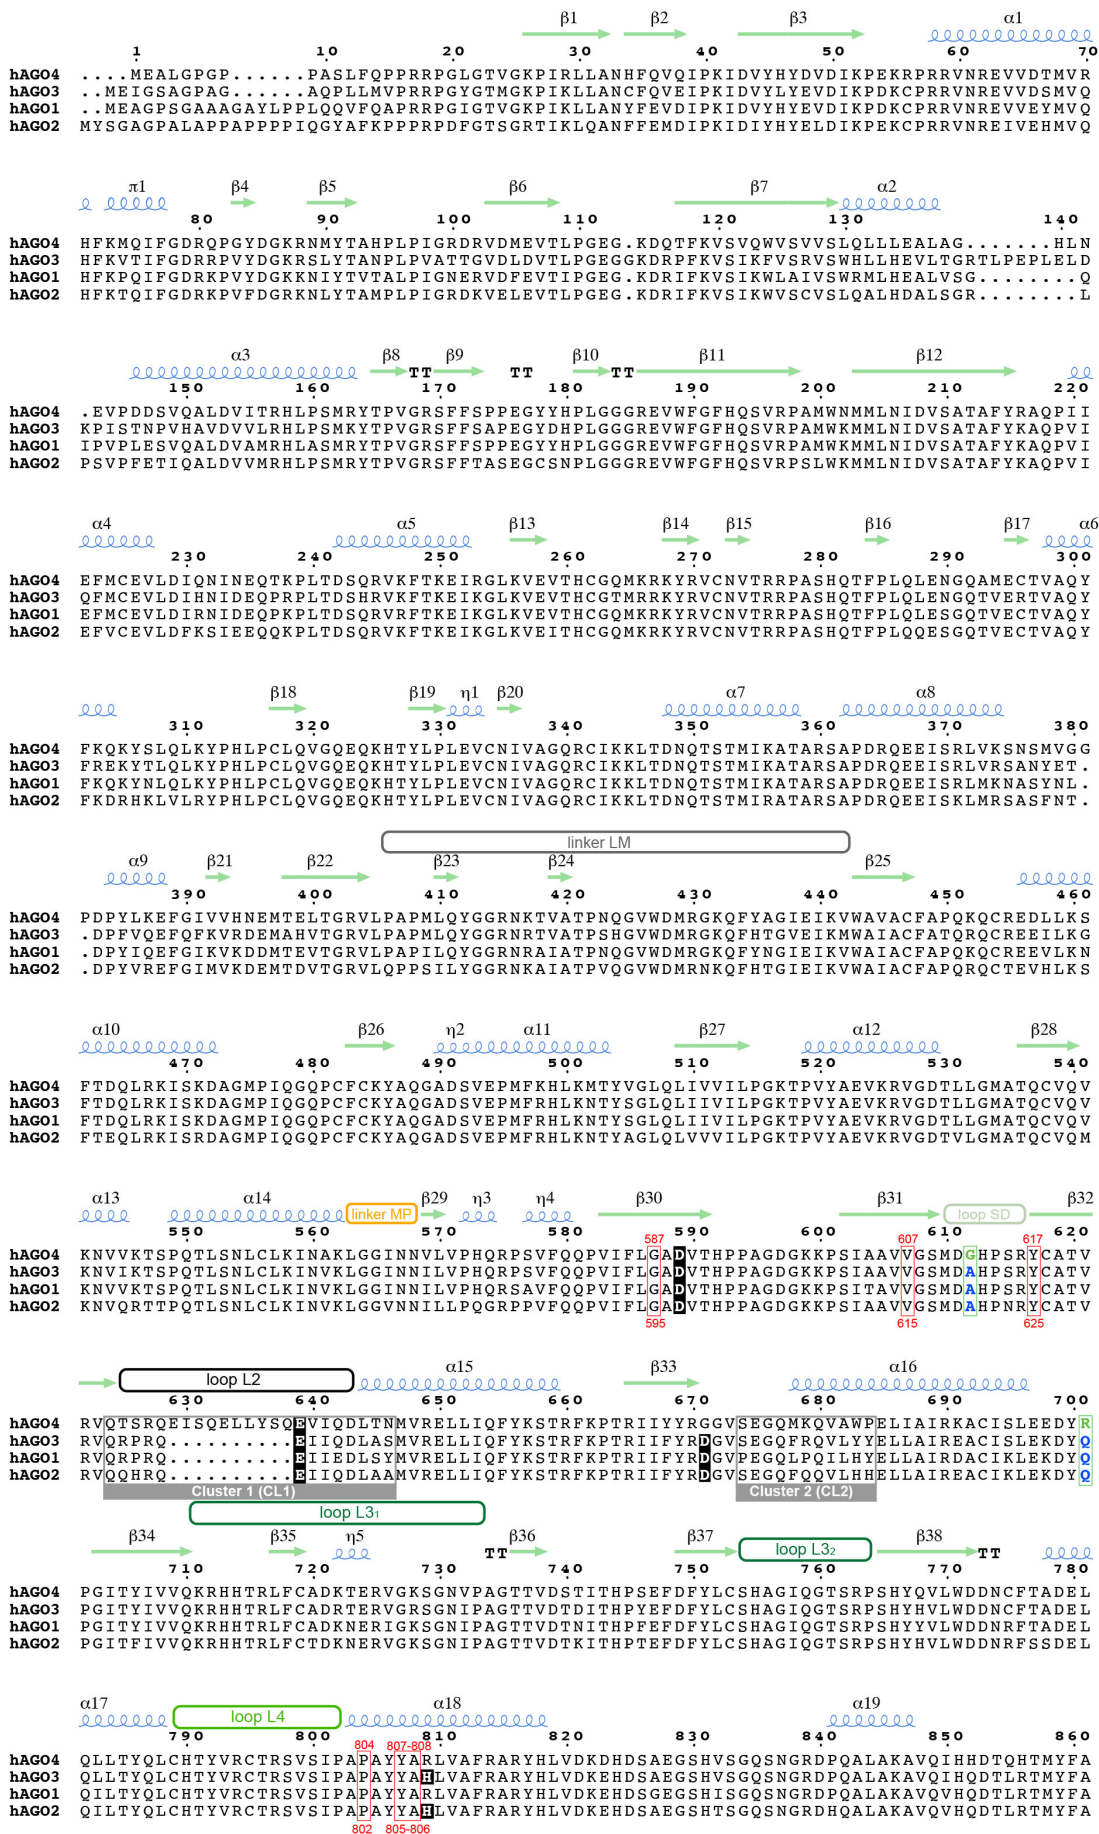 β1 β2 β3 α1
1 10 20 30 40 50 60 70
hAGO4 ....MEALGPGP......PASLFQPPRRPGLGTVGKPIRLLANHFQVQIPKIDVYHYDVDIKPEKRPRRVNREVVDTMVR
hAGO3 ..MEIGSAGPAG......AQPLLMVPRRPGYGTMGKPIKLLANCFQVEIPKIDVYLYEVDIKPDKCPRRVNREVVDSMVQ
hAGO1 ..MEAGPSGAAAGAYLPPLQQVFQAPRRPGIGTVGKPIKLLANYFEVDIPKIDVYHYEVDIKPDKCPRRVNREVVEYMVQ
hAGO2 MYSGAGPALAPPAPPPPIQGYAFKPPPRPDFGTSGRTIKLQANFFEMDIPKIDIYHYELDIKPEKCPRRVNREIVEHMVQ
π1 β4 β5 β6 β7 α2
80 90 100 110 120 130 140
hAGO4 HFKMQIFGDRQPGYDGKRNMYTAHPLPIGRDRVDMEVTLPGEG.KDQTFKVSVQWVSVVSLQLLLEALAG.......HLN
hAGO3 HFKVTIFGDRRPVYDGKRSLYTANPLPVATTGVDLDVTLPGEGGKDRPFKVSIKFVSRVSWHLLHEVLTGRTLPEPLELD
hAGO1 HFKPQIFGDRKPVYDGKKNIYTVTALPIGNERVDFEVTIPGEG.KDRIFKVSIKWLAIVSWRMLHEALVSG........Q
hAGO2 HFKTQIFGDRKPVFDGRKNLYTAMPLPIGRDKVELEVTLPGEG.KDRIFKVSIKWVSCVSLQALHDALSGR........L
α3 β8 TT β9 TT β10 TT β11 β12
150 160 170 180 190 200 210 220
hAGO4 .EVPDDSVQALDVITRHLPSMRYTPVGRSFFSPPEGYYHPLGGGREVWFGFHQSVRPAMWNMMLNIDVSATAFYRAQPII
hAGO3 KPISTNPVHAVDVVLRHLPSMKYTPVGRSFFSAPEGYDHPLGGGREVWFGFHQSVRPAMWKMMLNIDVSATAFYKAQPVI
hAGO1 IPVPLESVQALDVAMRHLASMRYTPVGRSFFSPPEGYYHPLGGGREVWFGFHQSVRPAMWKMMLNIDVSATAFYKAQPVI
hAGO2 PSVPFETIQALDVVMRHLPSMRYTPVGRSFFTASEGCSNPLGGGREVWFGFHQSVRPSLWKMMLNIDVSATAFYKAQPVI
α4 α5 β13 β14 β15 β16 β17 α6
230 240 250 260 270 280 290 300
hAGO4 EFMCEVLDIQNINEQTKPLTDSQRVKFTKEIRGLKVEVTHCGQMKRKYRVCNVTRRPASHQTFPLQLENGQAMECTVAQY
hAGO3 QFMCEVLDIHNIDEQPRPLTDSHRVKFTKEIKGLKVEVTHCGTMRRKYRVCNVTRRPASHQTFPLQLENGQTVERTVAQY
hAGO1 EFMCEVLDIRNIDEQPKPLTDSQRVRFTKEIKGLKVEVTHCGQMKRKYRVCNVTRRPASHQTFPLQLESGQTVECTVAQY
hAGO2 EFVCEVLDFKSIEEQQKPLTDSQRVKFTKEIKGLKVEITHCGQMKRKYRVCNVTRRPASHQTFPLQQESGQTVECTVAQY
β18 β19 η1 β20 α7 α8
310 320 330 340 350 360 370 380
hAGO4 FKQKYSLQLKYPHLPCLQVGQEQKHTYLPLEVCNIVAGQRCIKKLTDNQTSTMIKATARSAPDRQEEISRLVKSNSMVGG
hAGO3 FREKYTLQLKYPHLPCLQVGQEQKHTYLPLEVCNIVAGQRCIKKLTDNQTSTMIKATARSAPDRQEEISRLVRSANYET.
hAGO1 FKQKYNLQLKYPHLPCLQVGQEQKHTYLPLEVCNIVAGQRCIKKLTDNQTSTMIKATARSAPDRQEEISRLMKNASYNL.
hAGO2 FKDRHKLVLRYPHLPCLQVGQEQKHTYLPLEVCNIVAGQRCIKKLTDNQTSTMIRATARSAPDRQEEISKLMRSASFNT.
linker LM
α9 β21 β22 β23 β24 β25
390 400 410 420 430 440 450 460
hAGO4 PDPYLKEFGIVVHNEMTELTGRVLPAPMLQYGGRNKTVATPNQGVWDMRGKQFYAGIEIKVWAVACFAPQKQCREDLLKS
hAGO3 .DPFVQEFQFKVRDEMAHVTGRVLPAPMLQYGGRNRTVATPSHGVWDMRGKQFHTGVEIKMWAIACFATQRQCREEILKG
hAGO1 .DPYIQEFGIKVKDDMTEVTGRVLPAPILQYGGRNRAIATPNQGVWDMRGKQFYNGIEIKVWAIACFAPQKQCREEVLKN
hAGO2 .DPYVREFGIMVKDEMTDVTGRVLQPPSILYGGRNKAIATPVQGVWDMRNKQFHTGIEIKVWAIACFAPQRQCTEVHLKS
α10 β26 η2 α11 β27 α12 β28
470 480 490 500 510 520 530 540
hAGO4 FTDQLRKISKDAGMPIQGQPCFCKYAQGADSVEPMFKHLKMTYVGLQLIVVILPGKTPVYAEVKRVGDTLLGMATQCVQV
hAGO3 FTDQLRKISKDAGMPIQGQPCFCKYAQGADSVEPMFRHLKNTYSGLQLIIVILPGKTPVYAEVKRVGDTLLGMATQCVQV
hAGO1 FTDQLRKISKDAGMPIQGQPCFCKYAQGADSVEPMFRHLKNTYSGLQLIIVILPGKTPVYAEVKRVGDTLLGMATQCVQV
hAGO2 FTEQLRKISRDAGMPIQGQPCFCKYAQGADSVEPMFRHLKNTYAGLQLVVVILPGKTPVYAEVKRVGDTVLGMATQCVQM
α13 α14 linker MP β29 η3 η4 β30 β31 loop SD β32
550 560 570 580 590 600 610 620
587 607 617
hAGO4 KNVVKTSPQTLSNLCLKINAKLGGINNVLVPHQRPSVFQQPVIFLGADVTHPPAGDGKKPSIAAVVGSMDGHPSRYCATV
hAGO3 KNVIKTSPQTLSNLCLKINVKLGGINNILVPHQRPSVFQQPVIFLGADVTHPPAGDGKKPSIAAVVGSMDAHPSRYCATV
hAGO1 KNVVKTSPQTLSNLCLKINVKLGGINNILVPHQRSAVFQQPVIFLGADVTHPPAGDGKKPSITAVVGSMDAHPSRYCATV
hAGO2 KNVQRTTPQTLSNLCLKINVKLGGVNNILLPQGRPPVFQQPVIFLGADVTHPPAGDGKKPSIAAVVGSMDAHPNRYCATV
595 615 625
loop L2 α15 β33 α16
630 640 650 660 670 680 690 700
hAGO4 RVQTSRQEISQELLYSQEVIQDLTNMVRELLIQFYKSTRFKPTRIIYYRGGVSEGQMKQVAWPELIAIRKACISLEEDYR
hAGO3 RVQRPRQ..........EIIQDLASMVRELLIQFYKSTRFKPTRIIFYRDGVSEGQFRQVLYYELLAIREACISLEKDYQ
hAGO1 RVQRPRQ..........EIIEDLSYMVRELLIQFYKSTRFKPTRIIFYRDGVPEGQLPQILHYELLAIRDACIKLEKDYQ
hAGO2 RVQQHRQ..........EIIQDLAAMVRELLIQFYKSTRFKPTRIIFYRDGVSEGQFQQVLHHELLAIREACIKLEKDYQ
Cluster 1 (CL1) Cluster 2 (CL2)
loop L3₁
β34 β35 η5 TT β36 β37 loop L3₂ β38 TT
710 720 730 740 750 760 770 780
hAGO4 PGITYIVVQKRHHTRLFCADKTERVGKSGNVPAGTTVDSTITHPSEFDFYLCSHAGIQGTSRPSHYQVLWDDNCFTADEL
hAGO3 PGITYIVVQKRHHTRLFCADRTERVGRSGNIPAGTTVDTDITHPYEFDFYLCSHAGIQGTSRPSHYHVLWDDNCFTADEL
hAGO1 PGITYIVVQKRHHTRLFCADKNERIGKSGNIPAGTTVDTNITHPFEFDFYLCSHAGIQGTSRPSHYYVLWDDNRFTADEL
hAGO2 PGITFIVVQKRHHTRLFCTDKNERVGKSGNIPAGTTVDTKITHPTEFDFYLCSHAGIQGTSRPSHYHVLWDDNRFSSDEL
α17 loop L4 α18 α19
790 800 810 820 830 840 850 860
804 807-808
hAGO4 QLLTYQLCHTYVRCTRSVSIPAPAYYARLVAFRARYHLVDKDHDSAEGSHVSGQSNGRDPQALAKAVQIHHDTQHTMYFA
hAGO3 QLLTYQLCHTYVRCTRSVSIPAPAYYAHLVAFRARYHLVDKEHDSAEGSHVSGQSNGRDPQALAKAVQIHQDTLRTMYFA
hAGO1 QILTYQLCHTYVRCTRSVSIPAPAYYARLVAFRARYHLVDKEHDSGEGSHISGQSNGRDPQALAKAVQVHQDTLRTMYFA
hAGO2 QILTYQLCHTYVRCTRSVSIPAPAYYAHLVAFRARYHLVDKEHDSAEGSHTSGQSNGRDHQALAKAVQVHQDTLRTMYFA
802 805-806